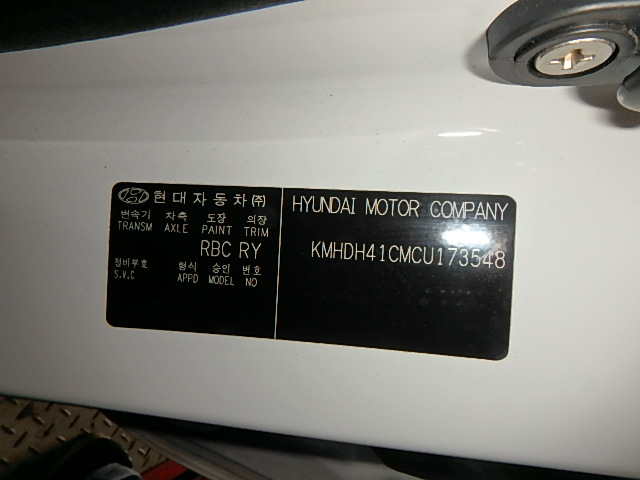 현대자동차㈜
변속기 차축 도장 의장
TRANSM AXLE PAINT TRIM
RBC RY
정비부호 형식 승인 번호
S.V.C APPD MODEL NO
HYUNDAI MOTOR COMPANY
KMHDH41CMCU173548